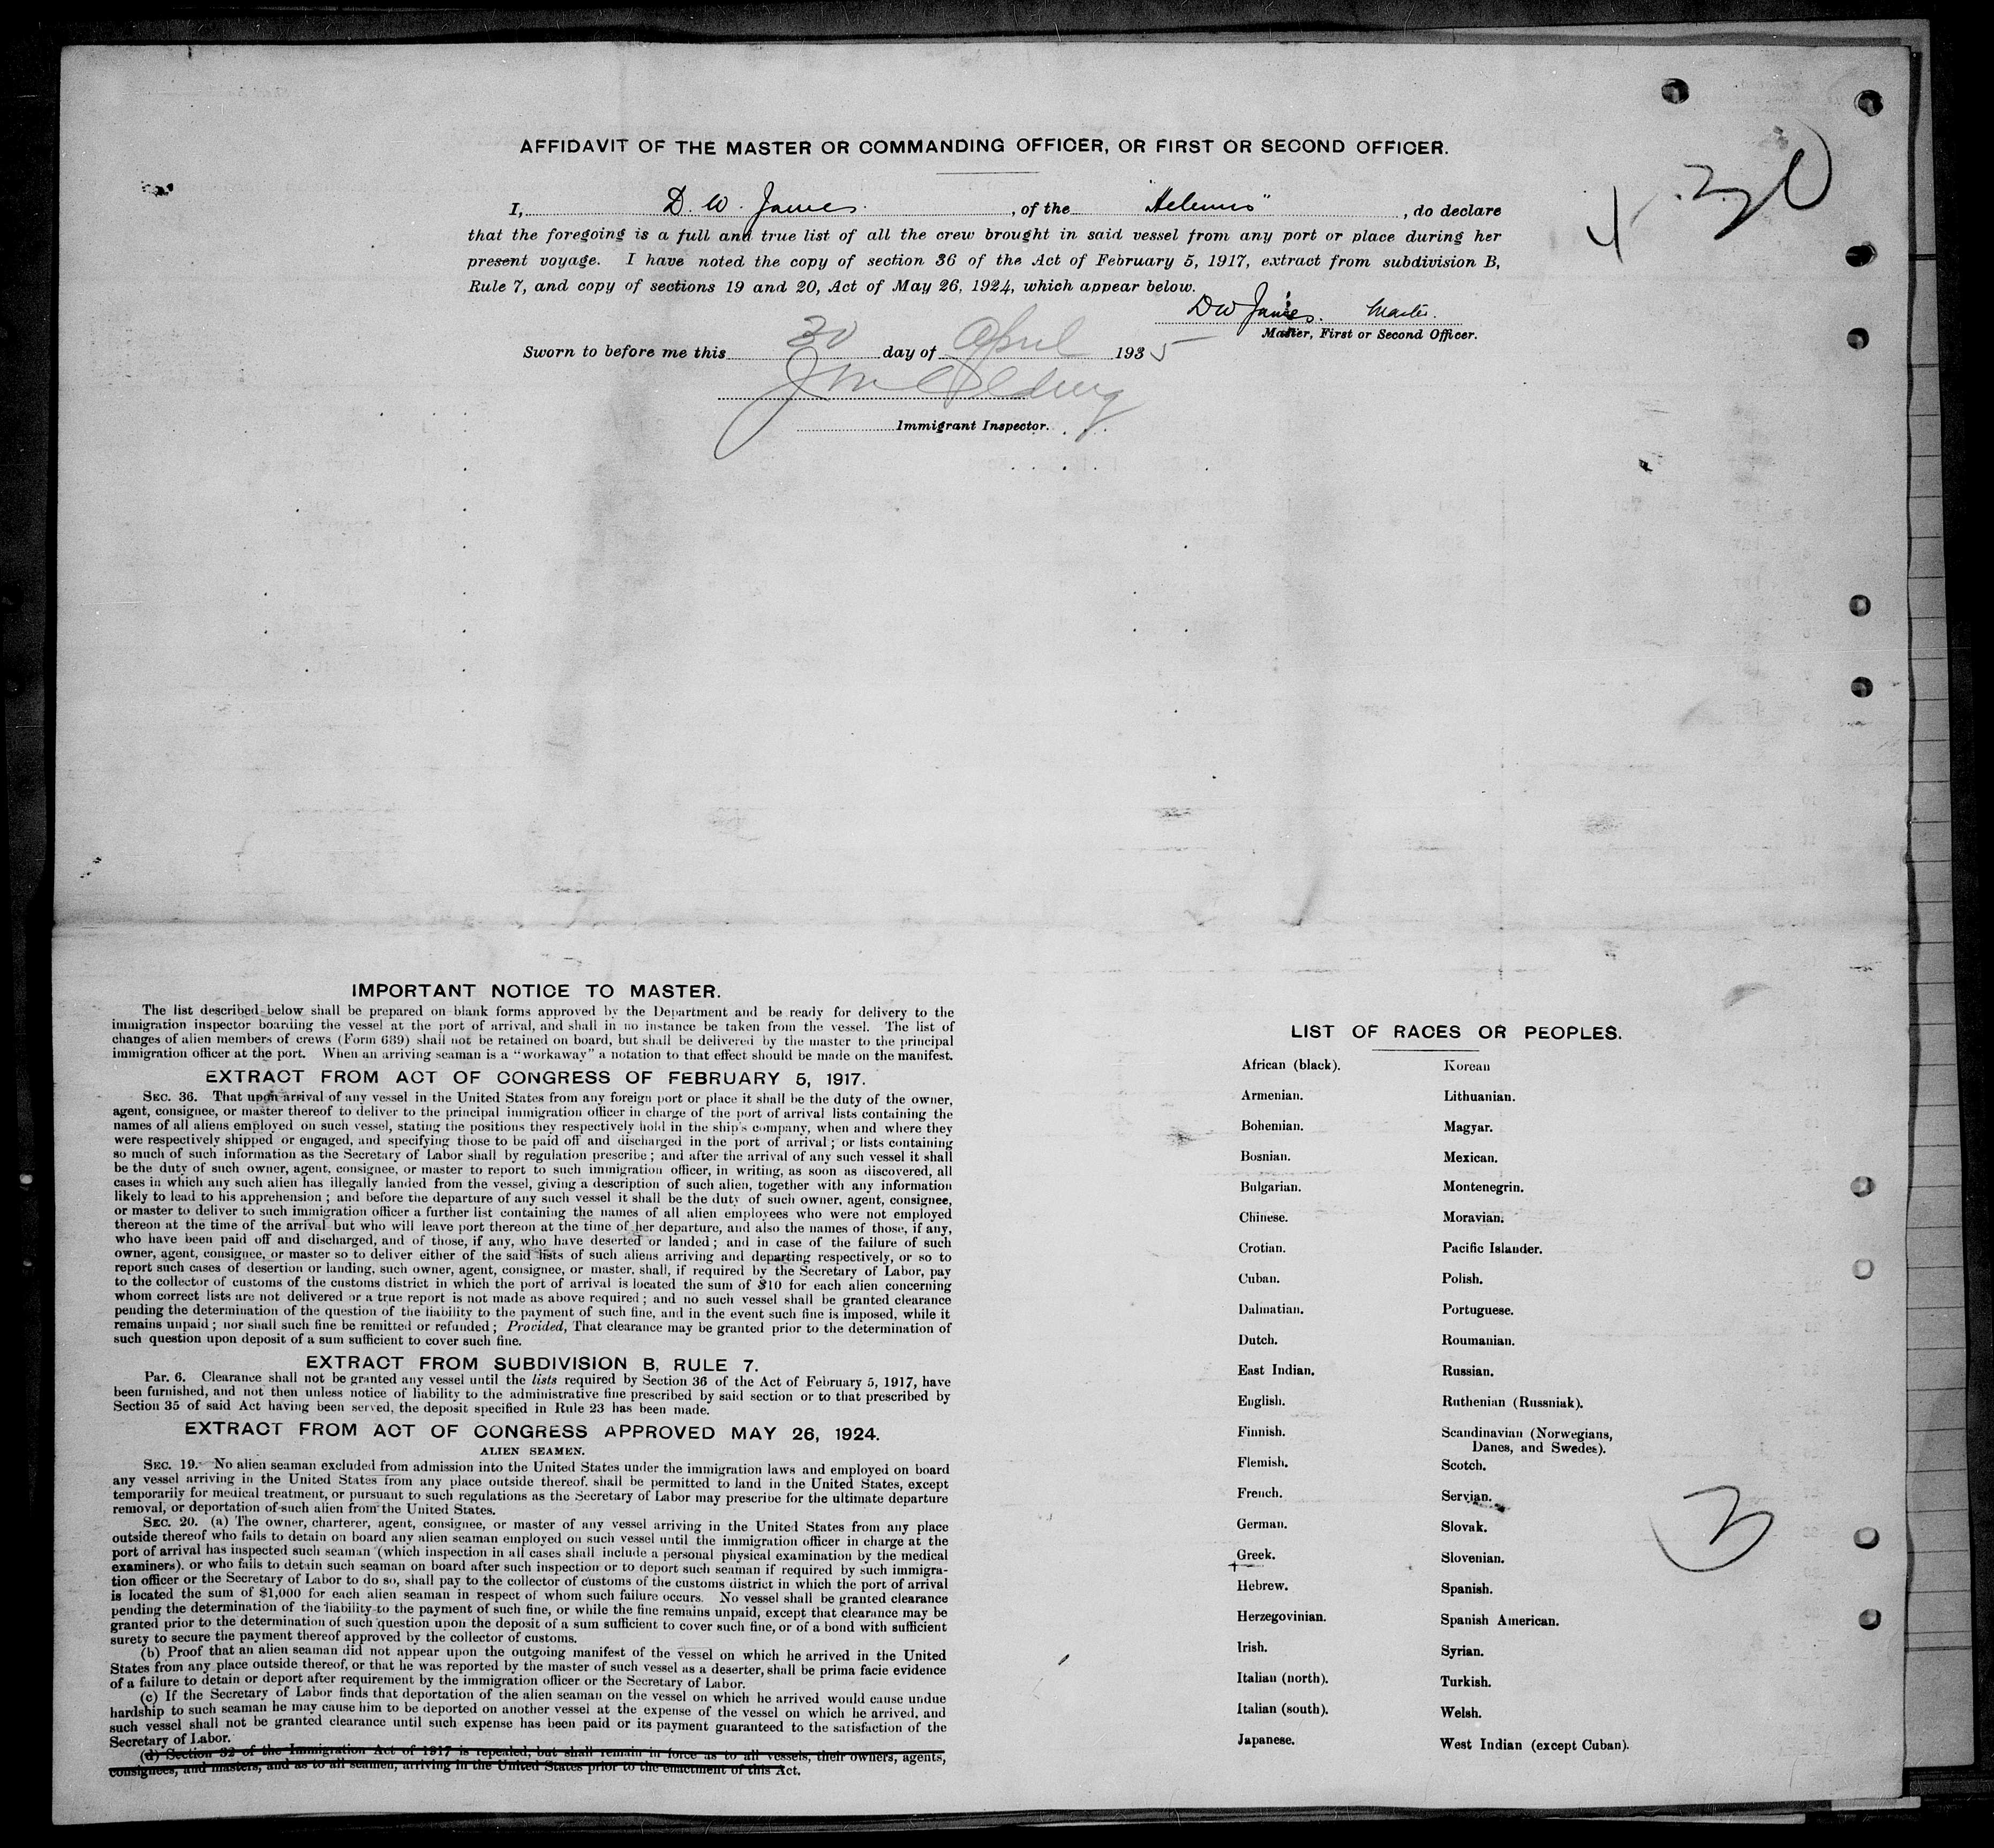 AFFIDAVIT OF THE MASTER OR COMMANDING OFFICER, OR FIRST OR SECOND OFFICER.
I, D. W. James , of the "Helenus" , do declare
that the foregoing is a full and true list of all the crew brought in said vessel from any port or place during her
present voyage. I have noted the copy of section 36 of the Act of February 5, 1917, extract from subdivision B,
Rule 7, and copy of sections 19 and 20, Act of May 26, 1924, which appear below.
DW James. Master.
Master, First or Second Officer.
Sworn to before me this 30 day of April 1935
Immigrant Inspector.
IMPORTANT NOTICE TO MASTER.
The list described below shall be prepared on blank forms approved by the Department and be ready for delivery to the
immigration inspector boarding the vessel at the port of arrival, and shall in no instance be taken from the vessel. The list of
changes of alien members of crews (Form 689) shall not be retained on board, but shall be delivered by the master to the principal
immigration officer at the port. When an arriving seaman is a "workaway" a notation to that effect should be made on the manifest.
EXTRACT FROM ACT OF CONGRESS OF FEBRUARY 5, 1917.
SEC. 36. That upon arrival of any vessel in the United States from any foreign port or place it shall be the duty of the owner,
agent, consignee, or master thereof to deliver to the principal immigration officer in charge of the port of arrival lists containing the
names of all aliens employed on such vessel, stating the positions they respectively hold in the ship's company, when and where they
were respectively shipped or engaged, and specifying those to be paid off and discharged in the port of arrival; or lists containing
so much of such information as the Secretary of Labor shall by regulation prescribe; and after the arrival of any such vessel it shall
be the duty of such owner, agent, consignee, or master to report to such immigration officer, in writing, as soon as discovered, all
cases in which any such alien has illegally landed from the vessel, giving a description of such alien, together with any information
likely to lead to his apprehension; and before the departure of any such vessel it shall be the duty of such owner, agent, consignee,
or master to deliver to such immigration officer a further list containing the names of all alien employees who were not employed
thereon at the time of the arrival but who will leave port thereon at the time of her departure, and also the names of those, if any,
who have been paid off and discharged, and of those, if any, who have deserted or landed; and in case of the failure of such
owner, agent, consignee, or master so to deliver either of the said lists of such aliens arriving and departing respectively, or so to
report such cases of desertion or landing, such owner, agent, consignee, or master, shall, if required by the Secretary of Labor, pay
to the collector of customs of the customs district in which the port of arrival is located the sum of $10 for each alien concerning
whom correct lists are not delivered or a true report is not made as above required; and no such vessel shall be granted clearance
pending the determination of the question of the liability to the payment of such fine, and in the event such fine is imposed, while it
remains unpaid; nor shall such fine be remitted or refunded; Provided, That clearance may be granted prior to the determination of
such question upon deposit of a sum sufficient to cover such fine.
EXTRACT FROM SUBDIVISION B, RULE 7.
Par. 6. Clearance shall not be granted any vessel until the lists required by Section 36 of the Act of February 5, 1917, have
been furnished, and not then unless notice of liability to the administrative fine prescribed by said section or to that prescribed by
Section 35 of said Act having been served, the deposit specified in Rule 23 has been made.
EXTRACT FROM ACT OF CONGRESS APPROVED MAY 26, 1924.
ALIEN SEAMEN.
SEC. 19. No alien seaman excluded from admission into the United States under the immigration laws and employed on board
any vessel arriving in the United States from any place outside thereof, shall be permitted to land in the United States, except
temporarily for medical treatment, or pursuant to such regulations as the Secretary of Labor may prescribe for the ultimate departure
removal, or deportation of such alien from the United States.
SEC. 20. (a) The owner, charterer, agent, consignee, or master of any vessel arriving in the United States from any place
outside thereof who fails to detain on board any alien seaman employed on such vessel until the immigration officer in charge at the
port of arrival has inspected such seaman (which inspection in all cases shall include a personal physical examination by the medical
examiners), or who fails to detain such seaman on board after such inspection or to deport such seaman if required by such immigra-
tion officer or the Secretary of Labor to do so, shall pay to the collector of customs of the customs district in which the port of arrival
is located the sum of $1,000 for each alien seaman in respect of whom such failure occurs. No vessel shall be granted clearance
pending the determination of the liability to the payment of such fine, or while the fine remains unpaid, except that clearance may be
granted prior to the determination of such question upon the deposit of a sum sufficient to cover such fine, or of a bond with sufficient
surety to secure the payment thereof approved by the collector of customs.
(b) Proof that an alien seaman did not appear upon the outgoing manifest of the vessel on which he arrived in the United
States from any place outside thereof, or that he was reported by the master of such vessel as a deserter, shall be prima facie evidence
of a failure to detain or deport after requirement by the immigration officer or the Secretary of Labor.
(c) If the Secretary of Labor finds that deportation of the alien seaman on the vessel on which he arrived would cause undue
hardship to such seaman he may cause him to be deported on another vessel at the expense of the vessel on which he arrived, and
such vessel shall not be granted clearance until such expense has been paid or its payment guaranteed to the satisfaction of the
Secretary of Labor.
(d) Section 32 of the Immigration Act of 1917 is repealed, but shall remain in force as to all vessels, their owners, agents,
consignees, and masters, and as to all seamen, arriving in the United States prior to the enactment of this Act.
LIST OF RACES OR PEOPLES.
African (black).
Armenian.
Bohemian.
Bosnian.
Bulgarian.
Chinese.
Crotian.
Cuban.
Dalmatian.
Dutch.
East Indian.
English.
Finnish.
Flemish.
French.
German.
Greek.
Hebrew.
Herzegovinian.
Irish.
Italian (north).
Italian (south).
Japanese.
Korean
Lithuanian.
Magyar.
Mexican.
Montenegrin.
Moravian.
Pacific Islander.
Polish.
Portuguese.
Roumanian.
Russian.
Ruthenian (Russniak).
Scandinavian (Norwegians,
Danes, and Swedes).
Scotch.
Servian.
Slovak.
Slovenian.
Spanish.
Spanish American.
Syrian.
Turkish.
Welsh.
West Indian (except Cuban).
3